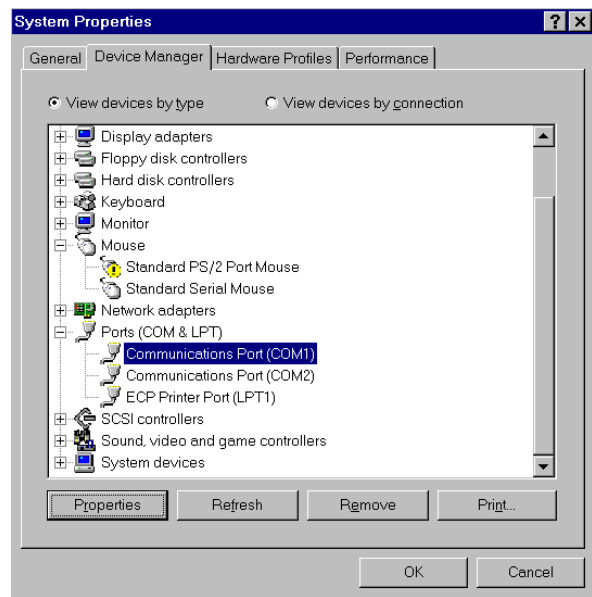 System Properties
General Device Manager Hardware Profiles Performance
View devices by type View devices by connection
Display adapters
Floppy disk controllers
Hard disk controllers
Keyboard
Monitor
Mouse
Standard PS/2 Port Mouse
Standard Serial Mouse
Network adapters
Ports (COM & LPT)
Communications Port (COM1)
Communications Port (COM2)
ECP Printer Port (LPT1)
SCSI controllers
Sound, video and game controllers
System devices
Properties Refresh Remove Print...
OK Cancel